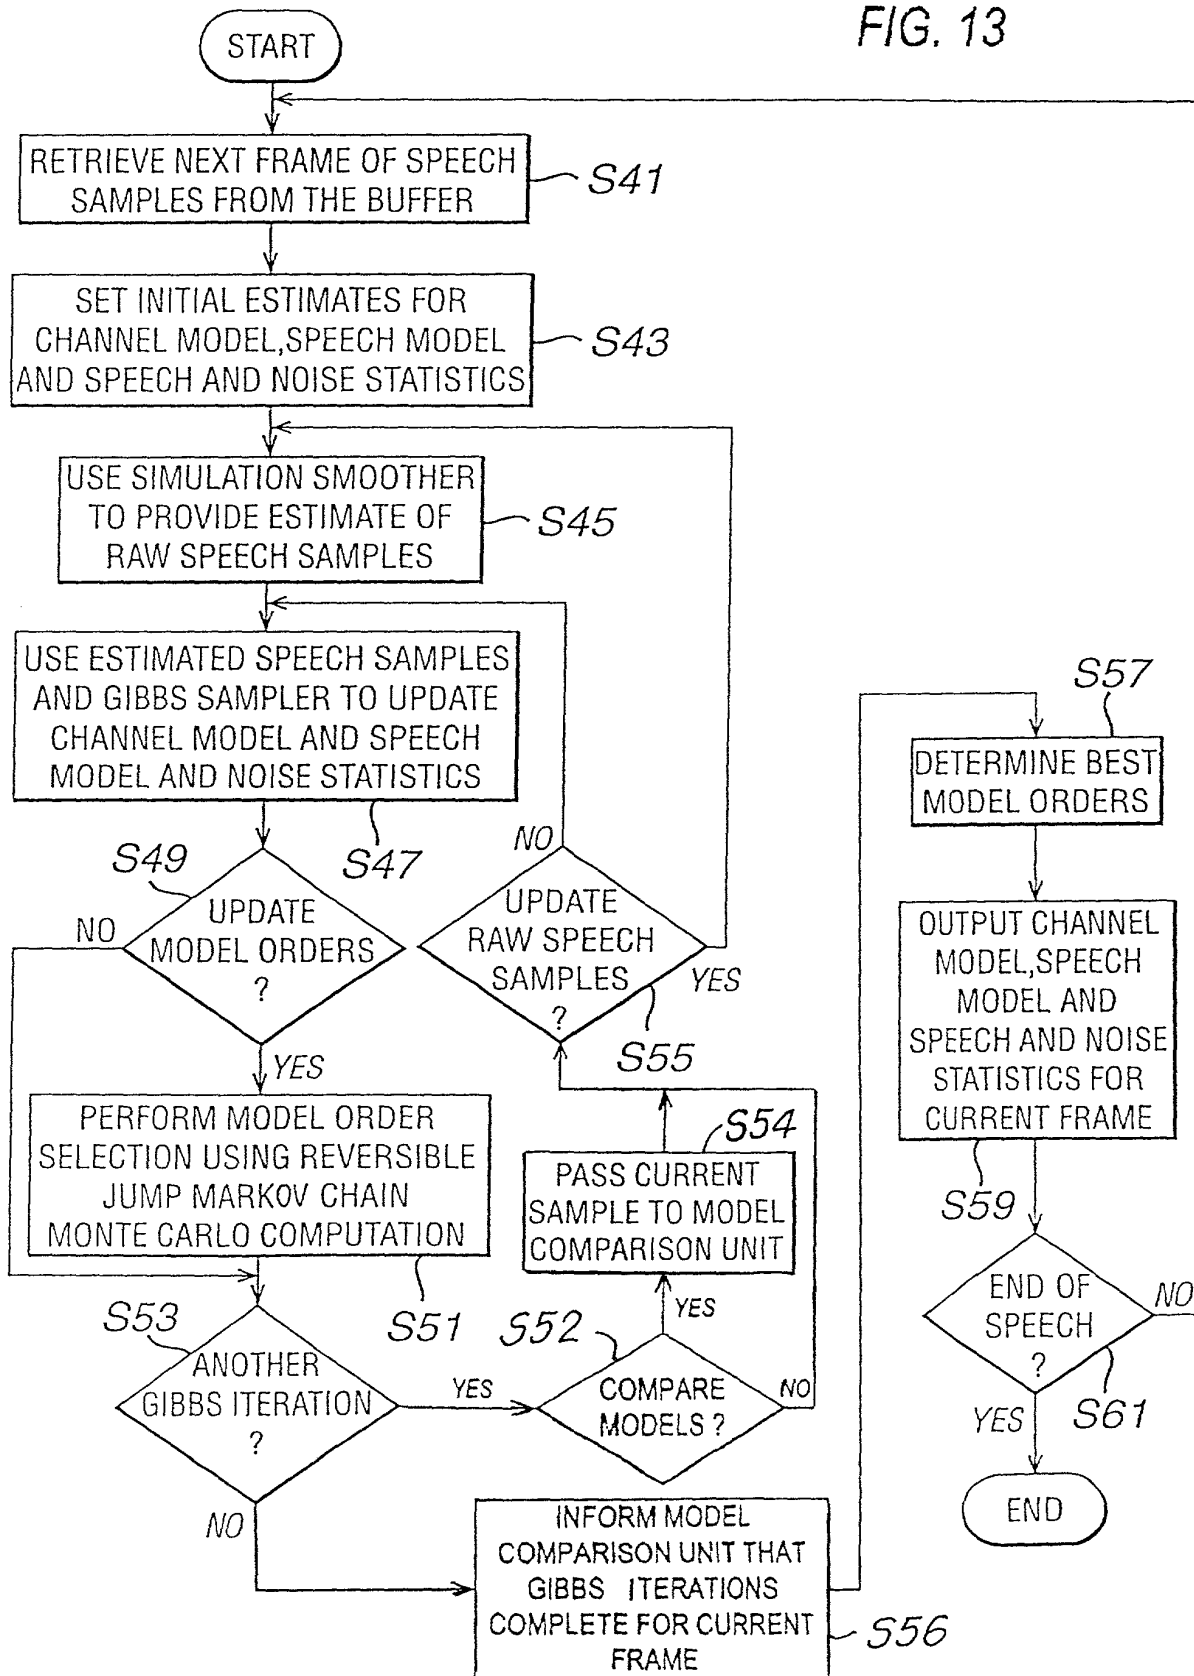 FIG. 13
START
RETRIEVE NEXT FRAME OF SPEECH
SAMPLES FROM THE BUFFER
S41
SET INITIAL ESTIMATES FOR
CHANNEL MODEL,SPEECH MODEL
AND SPEECH AND NOISE STATISTICS
S43
USE SIMULATION SMOOTHER
TO PROVIDE ESTIMATE OF
RAW SPEECH SAMPLES
S45
USE ESTIMATED SPEECH SAMPLES
AND GIBBS SAMPLER TO UPDATE
CHANNEL MODEL AND SPEECH
MODEL AND NOISE STATISTICS
S47
S49
UPDATE
MODEL ORDERS
?
NO
YES
PERFORM MODEL ORDER
SELECTION USING REVERSIBLE
JUMP MARKOV CHAIN
MONTE CARLO COMPUTATION
S51
S53
ANOTHER
GIBBS ITERATION
?
YES
NO
S52
COMPARE
MODELS ?
YES
NO
S54
PASS CURRENT
SAMPLE TO MODEL
COMPARISON UNIT
UPDATE
RAW SPEECH
SAMPLES
?
NO
YES
S55
INFORM MODEL
COMPARISON UNIT THAT
GIBBS ITERATIONS
COMPLETE FOR CURRENT
FRAME
S56
S57
DETERMINE BEST
MODEL ORDERS
OUTPUT CHANNEL
MODEL,SPEECH
MODEL AND
SPEECH AND NOISE
STATISTICS FOR
CURRENT FRAME
S59
END OF
SPEECH
?
NO
YES
S61
END